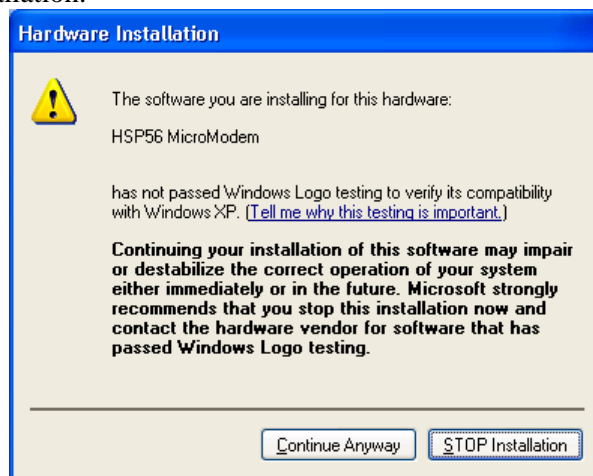 Hardware Installation
The software you are installing for this hardware:
HSP56 MicroModem
has not passed Windows Logo testing to verify its compatibility
with Windows XP. (Tell me why this testing is important.)
Continuing your installation of this software may impair
or destabilize the correct operation of your system
either immediately or in the future. Microsoft strongly
recommends that you stop this installation now and
contact the hardware vendor for software that has
passed Windows Logo testing.
Continue Anyway
STOP Installation